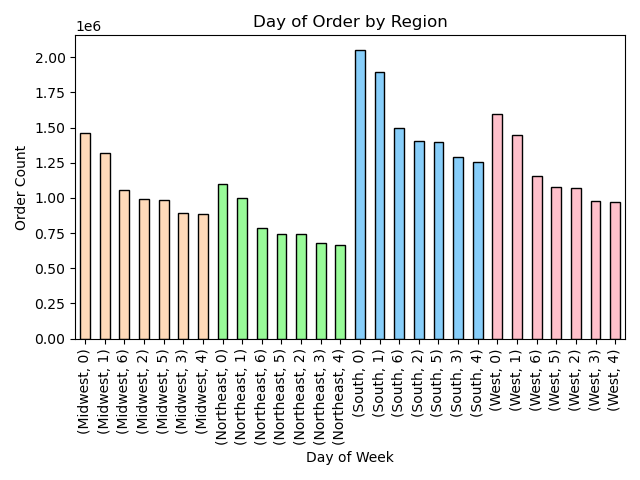 Day of Order by Region
1e6
2.00
1.75
1.50
1.25
1.00
0.75
0.50
0.25
0.00
Order Count
(Midwest, 0)
(Midwest, 1)
(Midwest, 6)
(Midwest, 2)
(Midwest, 5)
(Midwest, 3)
(Midwest, 4)
(Northeast, 0)
(Northeast, 1)
(Northeast, 6)
(Northeast, 5)
(Northeast, 2)
(Northeast, 3)
(Northeast, 4)
(South, 0)
(South, 1)
(South, 6)
(South, 2)
(South, 5)
(South, 3)
(South, 4)
(West, 0)
(West, 1)
(West, 6)
(West, 5)
(West, 2)
(West, 3)
(West, 4)
Day of Week